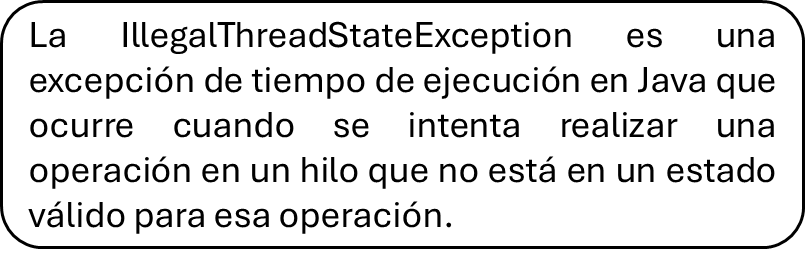 La IllegalThreadStateException es una
excepción de tiempo de ejecución en Java que
ocurre cuando se intenta realizar una
operación en un hilo que no está en un estado
válido para esa operación.